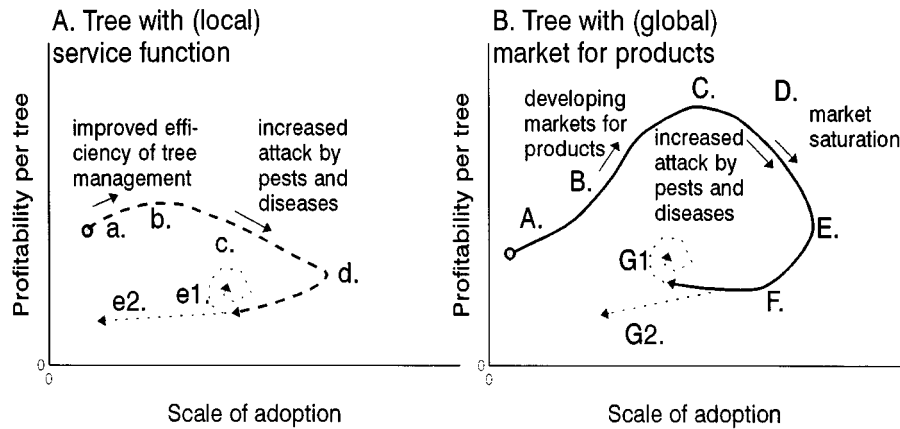 A. Tree with (local)
service function
Profitability per tree
improved effi-
ciency of tree
management
increased
attack by
pests and
diseases
a.
b.
c.
d.
e1.
e2.
0
0
Scale of adoption
B. Tree with (global)
market for products
Profitability per tree
developing
markets for
products
increased
attack by
pests and
diseases
market
saturation
A.
B.
C.
D.
E.
F.
G1
G2.
0
0
Scale of adoption